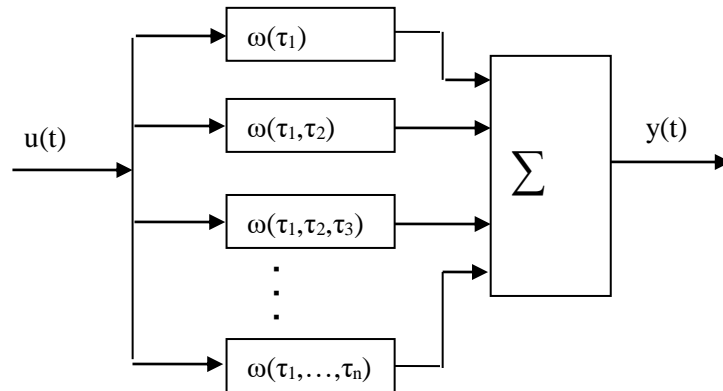 ω(τ₁)
u(t)
ω(τ₁,τ₂)
y(t)
∑
ω(τ₁,τ₂,τ₃)
ω(τ₁,…,τₙ)